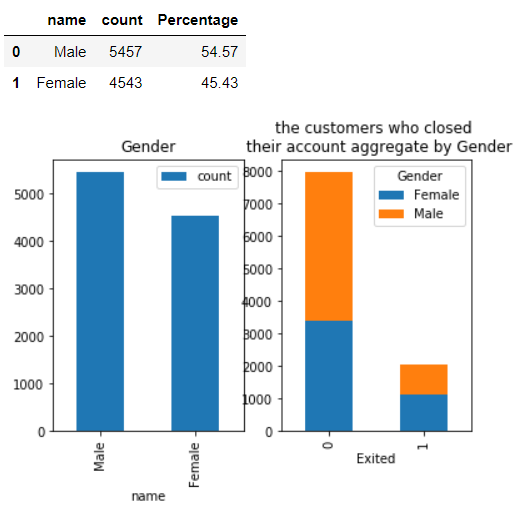 name count Percentage
0 Male 5457 54.57
1 Female 4543 45.43
Gender
count
5000
4000
3000
2000
1000
0
Male
Female
name
the customers who closed
their account aggregate by Gender
Gender
Female
Male
8000
7000
6000
5000
4000
3000
2000
1000
0
0
1
Exited